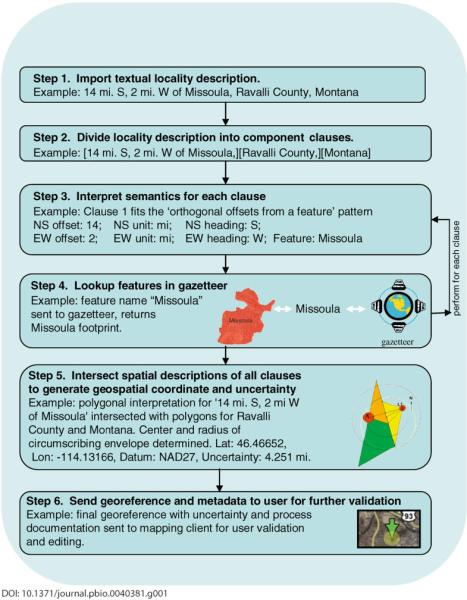 Step 1. Import textual locality description.
Example: 14 mi. S, 2 mi. W of Missoula, Ravalli County, Montana
Step 2. Divide locality description into component clauses.
Example: [14 mi. S, 2 mi. W of Missoula,][Ravalli County,][Montana]
Step 3. Interpret semantics for each clause
Example: Clause 1 fits the 'orthogonal offsets from a feature' pattern
NS offset: 14; NS unit: mi; NS heading: S;
EW offset: 2; EW unit: mi; EW heading: W; Feature: Missoula
perform for each clause
Step 4. Lookup features in gazetteer
Example: feature name “Missoula”
sent to gazetteer, returns
Missoula footprint.
Missoula
Missoula
gazetteer
Step 5. Intersect spatial descriptions of all clauses
to generate geospatial coordinate and uncertainty
Example: polygonal interpretation for '14 mi. S, 2 mi W
of Missoula' intersected with polygons for Ravalli
County and Montana. Center and radius of
circumscribing envelope determined. Lat: 46.46652,
Lon: -114.13166, Datum: NAD27, Uncertainty: 4.251 mi.
Step 6. Send georeference and metadata to user for further validation
Example: final georeference with uncertainty and process
documentation sent to mapping client for user validation
and editing.
93
DOI: 10.1371/journal.pbio.0040381.g001